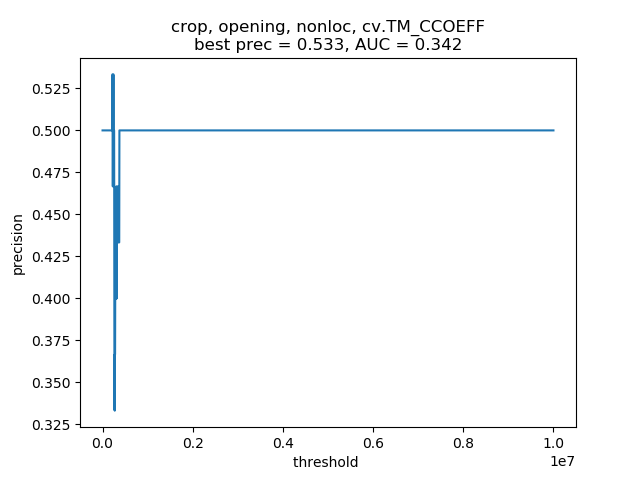 crop, opening, nonloc, cv.TM_CCOEFF
best prec = 0.533, AUC = 0.342
precision
0.525
0.500
0.475
0.450
0.425
0.400
0.375
0.350
0.325
0.0 0.2 0.4 0.6 0.8 1.0
1e7
threshold